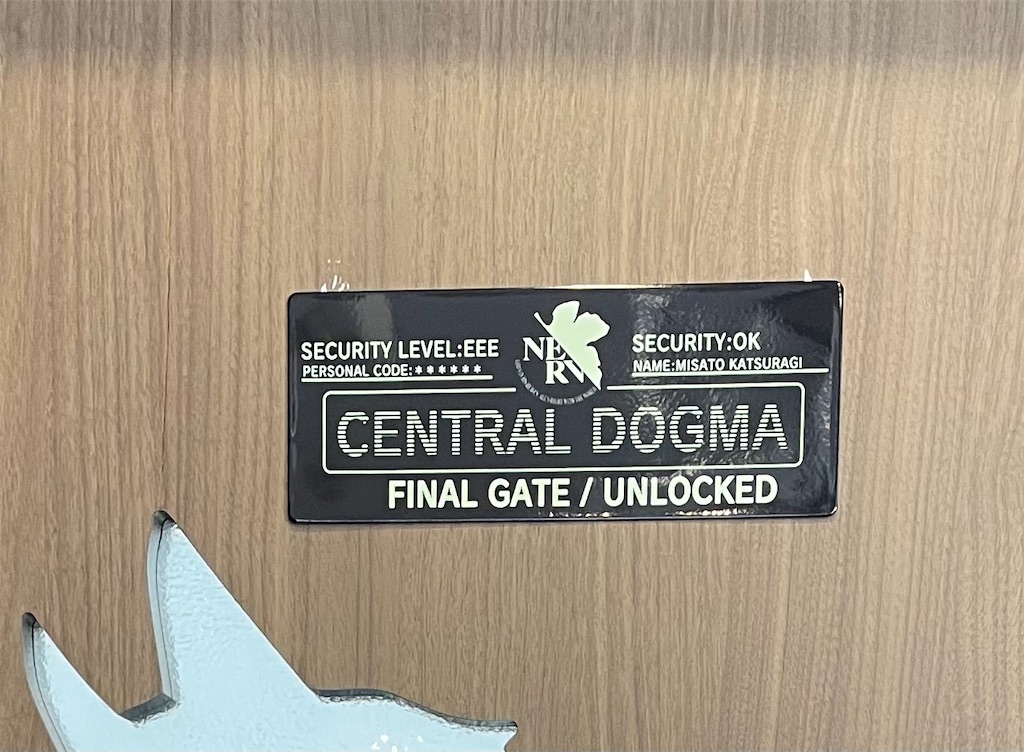 SECURITY LEVEL:EEE
PERSONAL CODE:******
NERV
SECURITY:OK
NAME:MISATO KATSURAGI
CENTRAL DOGMA
FINAL GATE / UNLOCKED